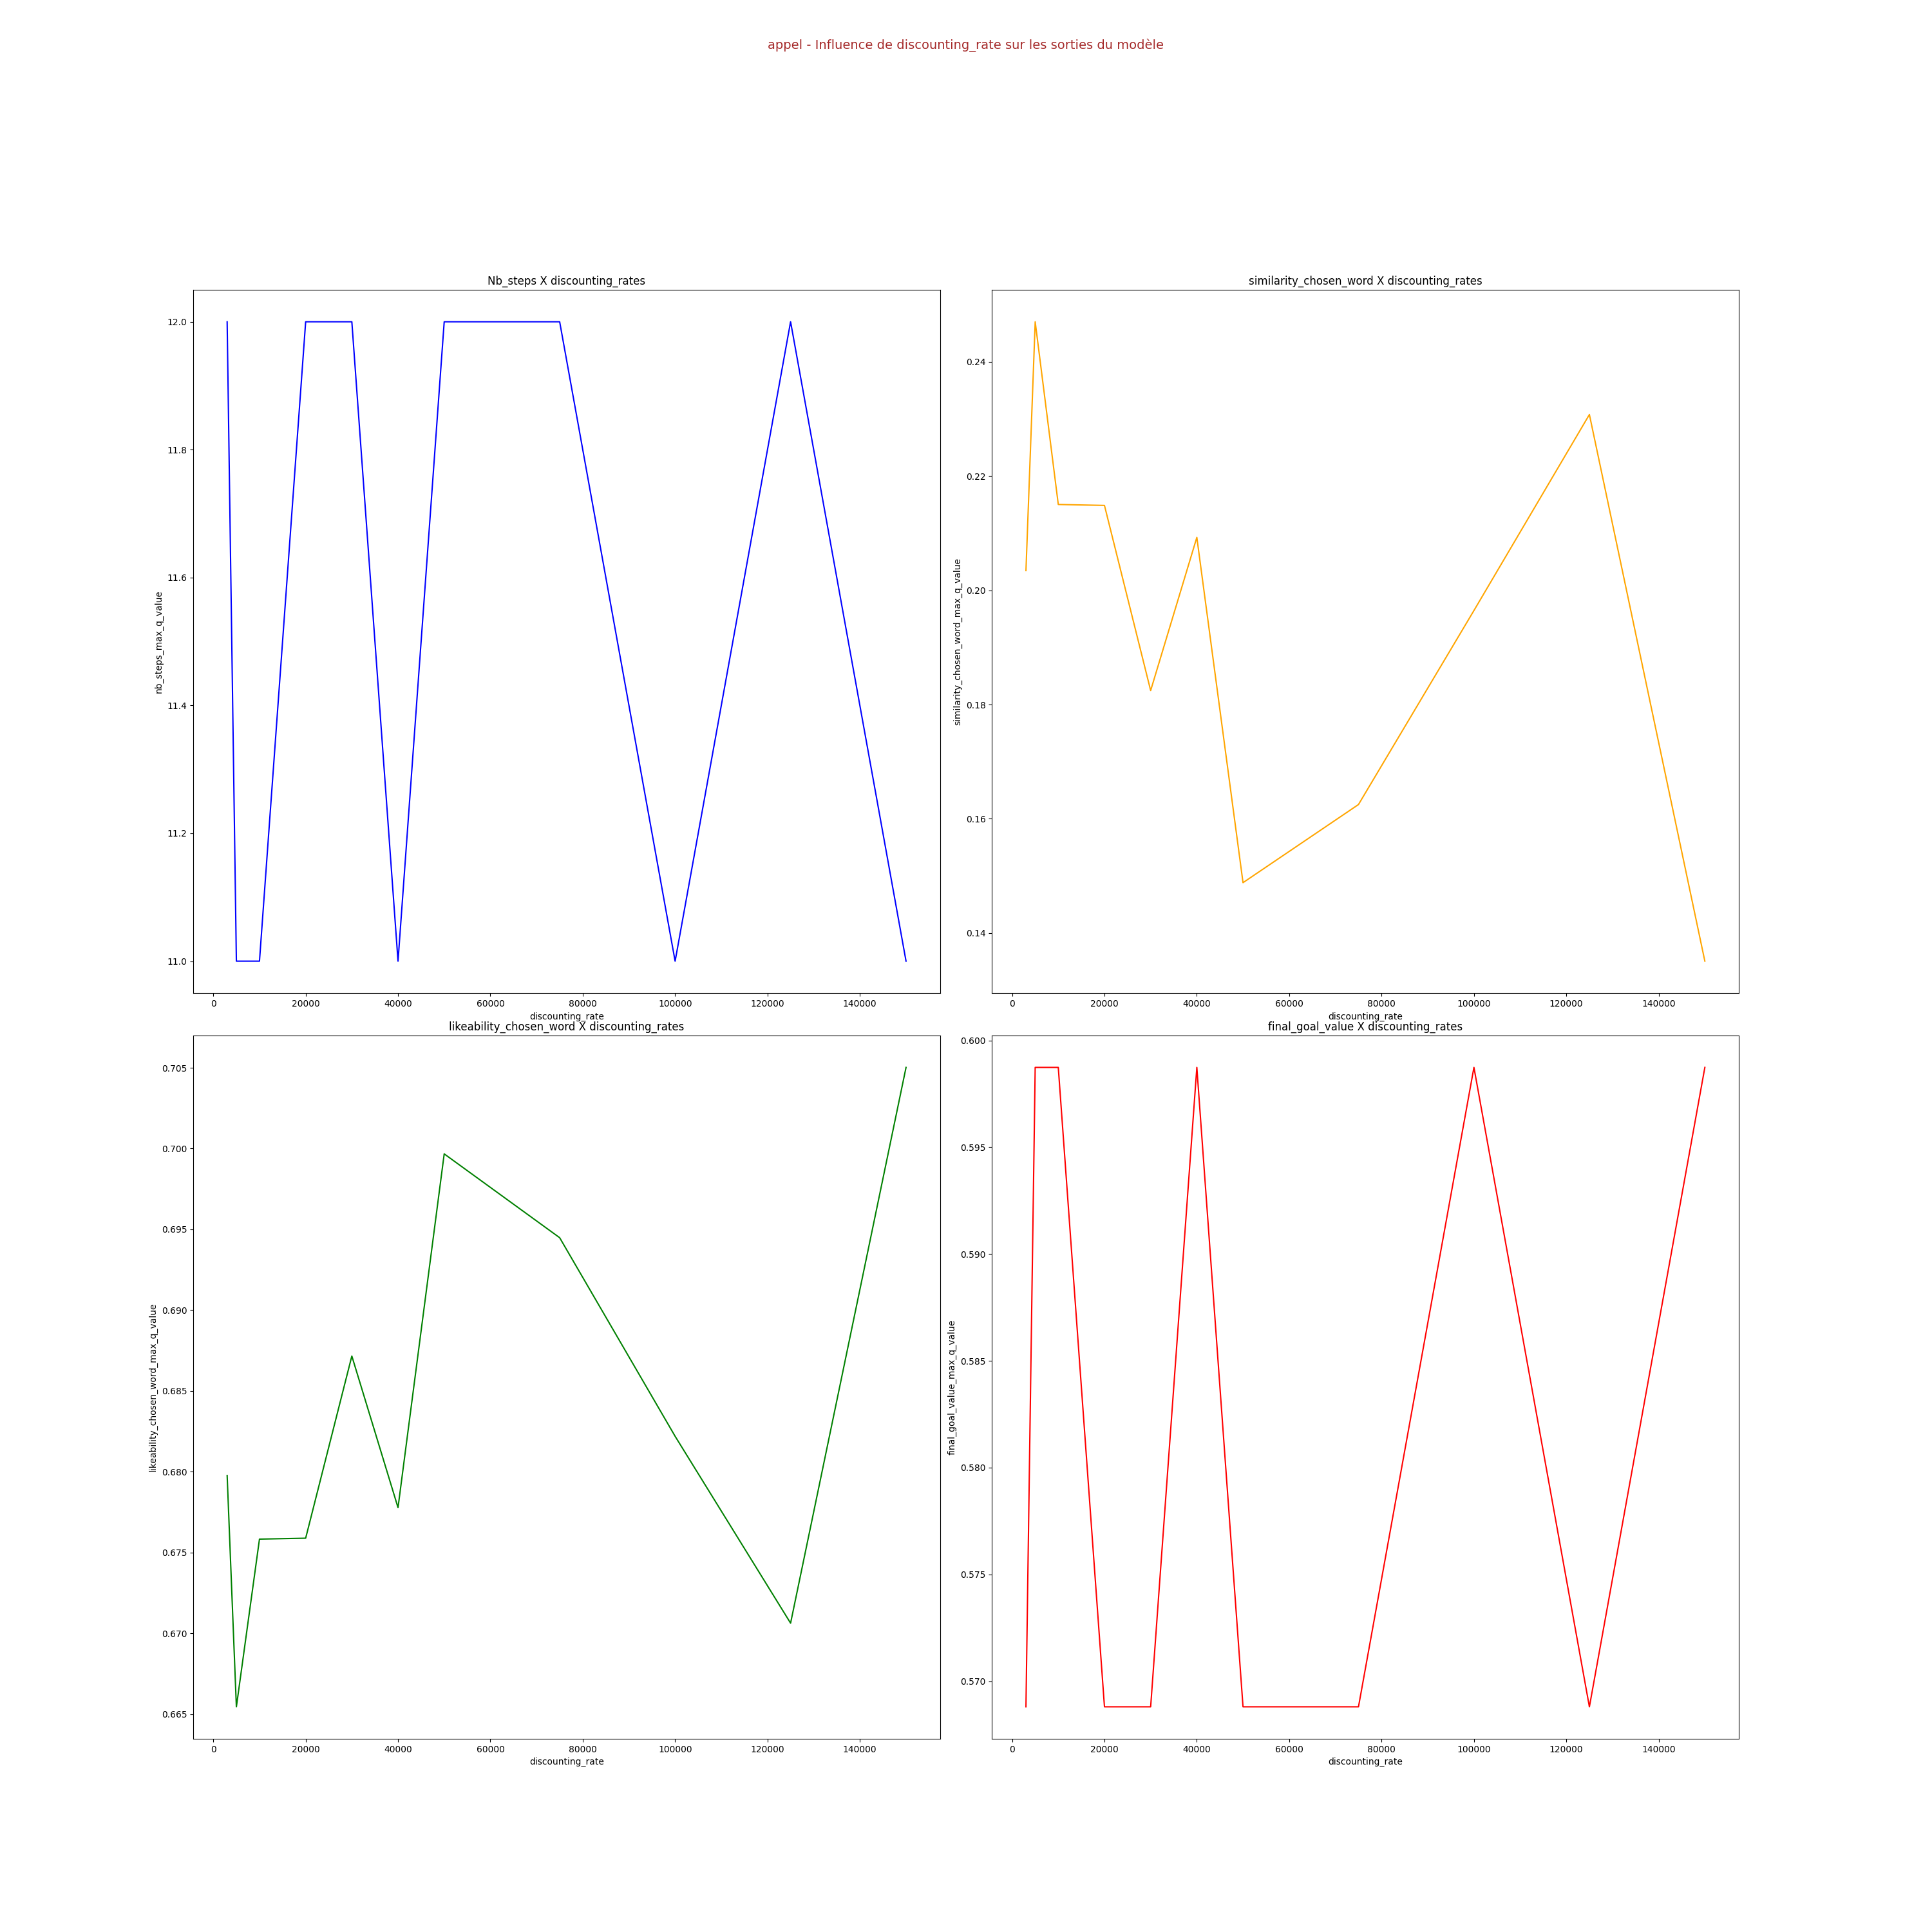 appel - Influence de discounting_rate sur les sorties du modèle
Nb_steps X discounting_rates
12.0
11.8
11.6
11.4
11.2
11.0
nb_steps_max_q_value
0 20000 40000 60000 80000 100000 120000 140000
discounting_rate
similarity_chosen_word X discounting_rates
0.24
0.22
0.20
0.18
0.16
0.14
similarity_chosen_word_max_q_value
0 20000 40000 60000 80000 100000 120000 140000
discounting_rate
likeability_chosen_word X discounting_rates
0.705
0.700
0.695
0.690
0.685
0.680
0.675
0.670
0.665
likeability_chosen_word_max_q_value
0 20000 40000 60000 80000 100000 120000 140000
discounting_rate
final_goal_value X discounting_rates
0.600
0.595
0.590
0.585
0.580
0.575
0.570
final_goal_value_max_q_value
0 20000 40000 60000 80000 100000 120000 140000
discounting_rate